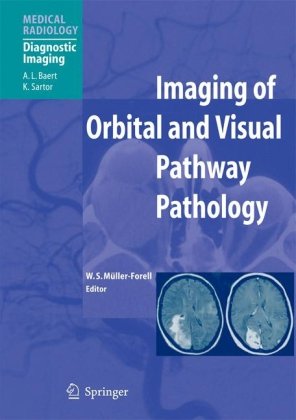 MEDICAL
RADIOLOGY
Diagnostic
Imaging
A. L. Baert
K. Sartor
Imaging of
Orbital and Visual
Pathway
Pathology
W. S. Müller-Forell
Editor
Springer